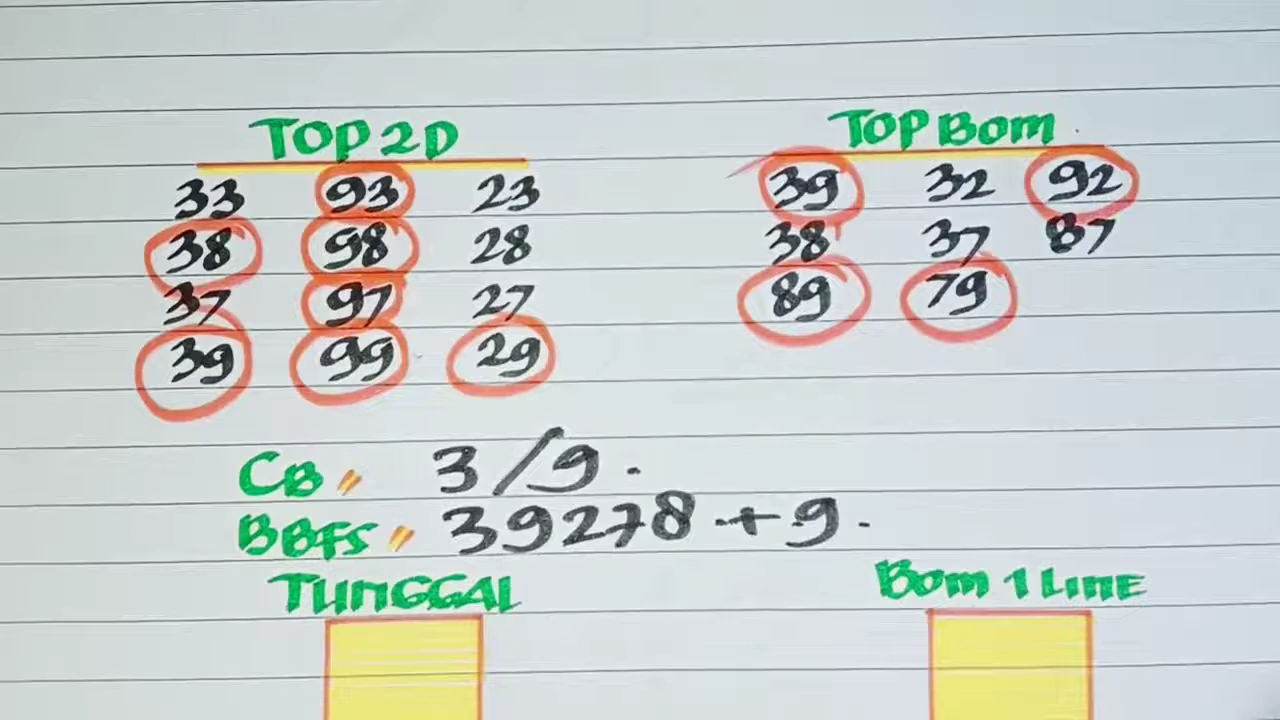 TOP 2D
33 93 23
38 98 28
37 97 27
39 99 29
TOP BOM
39 32 92
38 37 87
89 79
CB " 3/9.
BBFS " 39278 + 9.
TUNGGAL
BOM 1 LINE